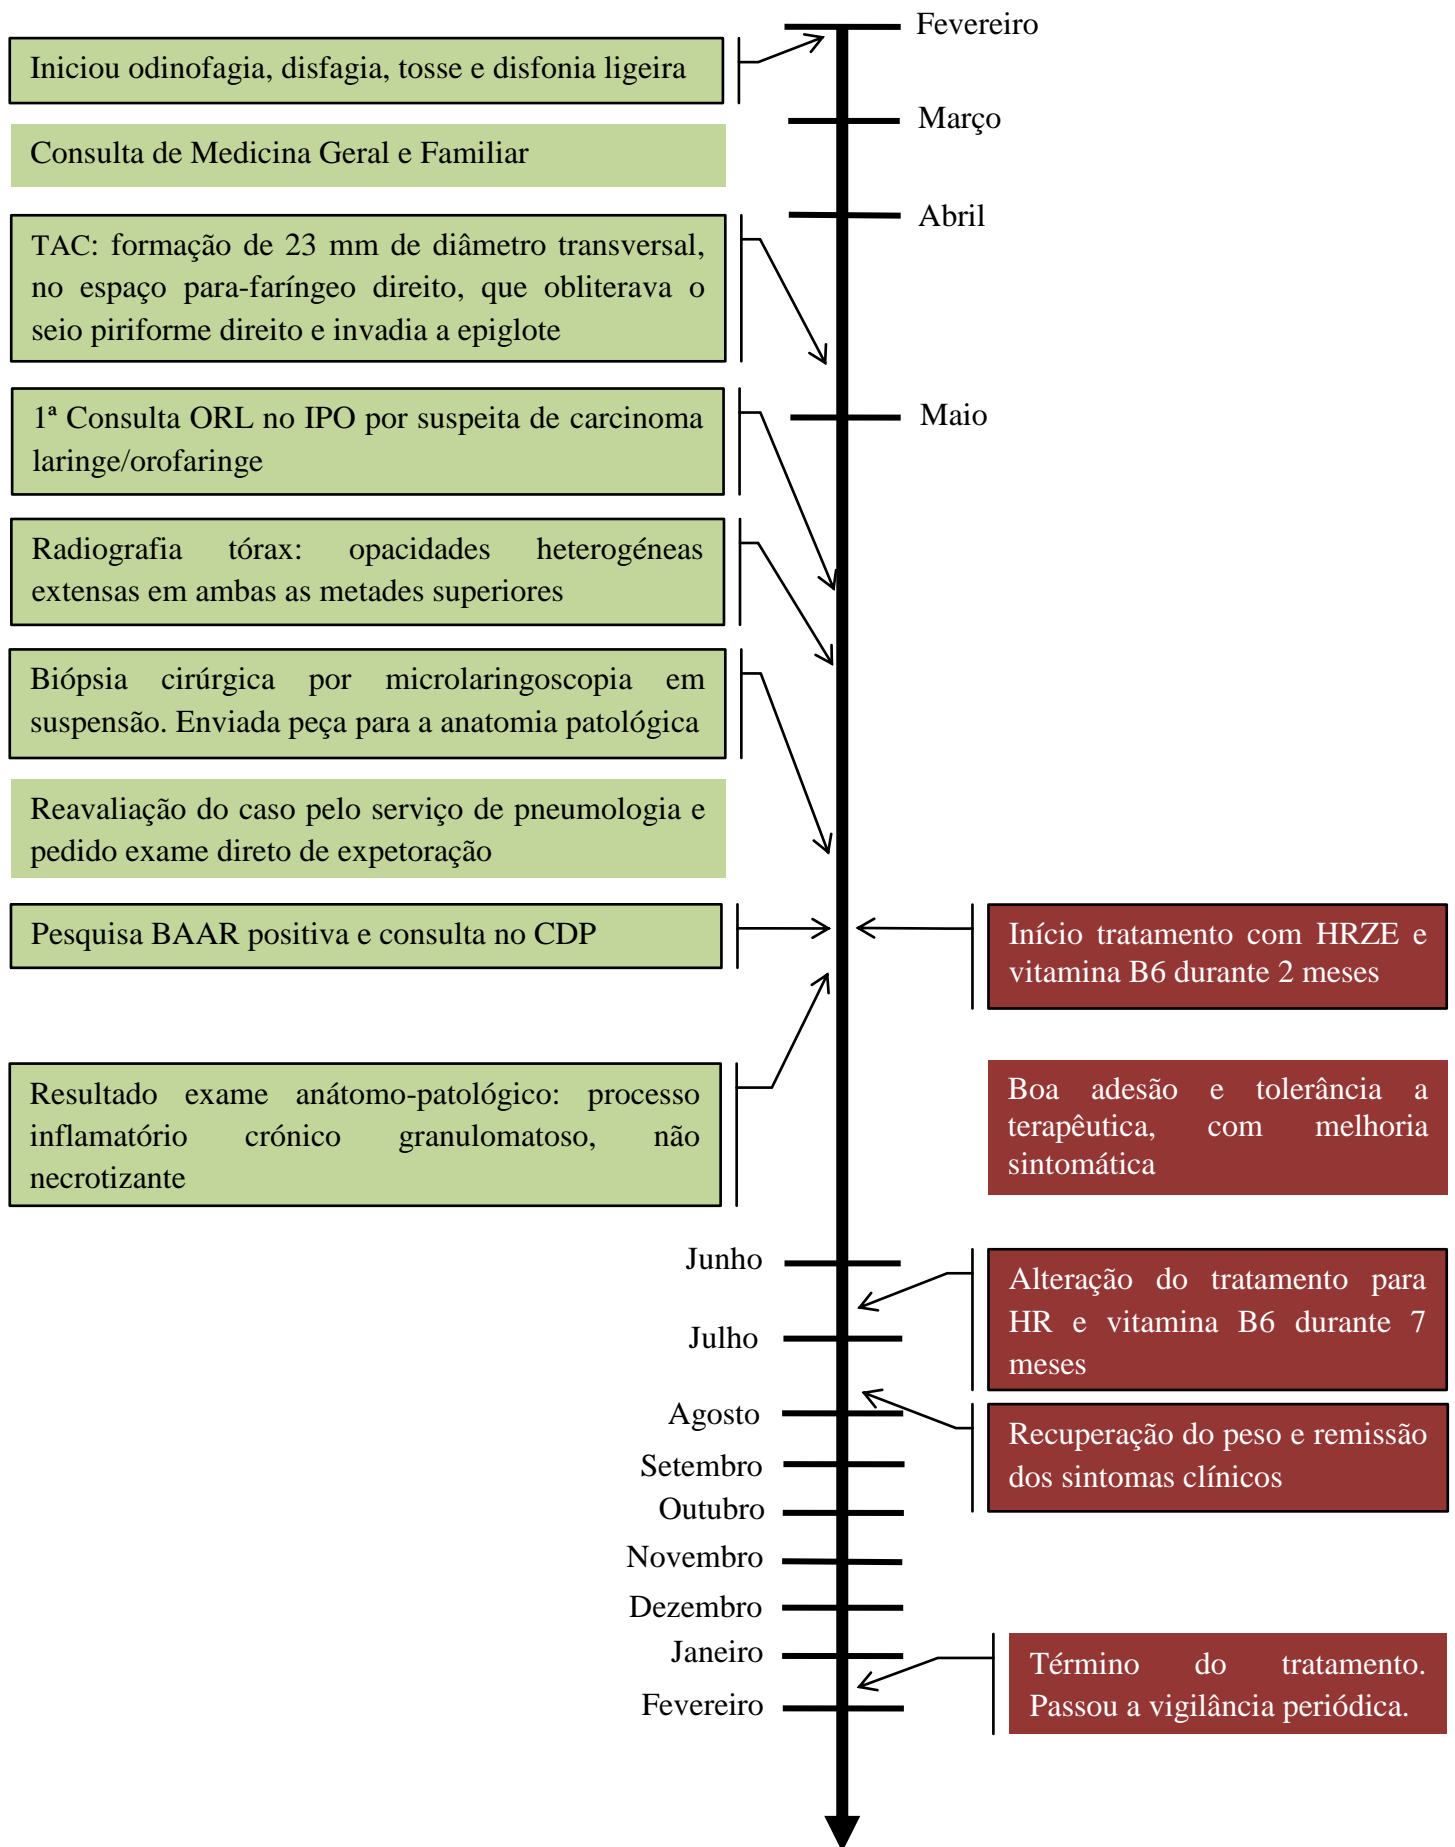 Fevereiro
Iniciou odinofagia, disfagia, tosse e disfonia ligeira
Março
Consulta de Medicina Geral e Familiar
Abril
TAC: formação de 23 mm de diâmetro transversal,
no espaço para-faríngeo direito, que obliterava o
seio piriforme direito e invadia a epiglote
1ª Consulta ORL no IPO por suspeita de carcinoma
laringe/orofaringe
Maio
Radiografia tórax: opacidades heterogéneas
extensas em ambas as metades superiores
Biópsia cirúrgica por microlaringoscopia em
suspensão. Enviada peça para a anatomia patológica
Reavaliação do caso pelo serviço de pneumologia e
pedido exame direto de expetoração
Pesquisa BAAR positiva e consulta no CDP
Início tratamento com HRZE e
vitamina B6 durante 2 meses
Resultado exame anátomo-patológico: processo
inflamatório crónico granulomatoso, não
necrotizante
Boa adesão e tolerância a
terapêutica, com melhoria
sintomática
Junho
Alteração do tratamento para
HR e vitamina B6 durante 7
meses
Julho
Agosto
Recuperação do peso e remissão
dos sintomas clínicos
Setembro
Outubro
Novembro
Dezembro
Janeiro
Término do tratamento.
Passou a vigilância periódica.
Fevereiro